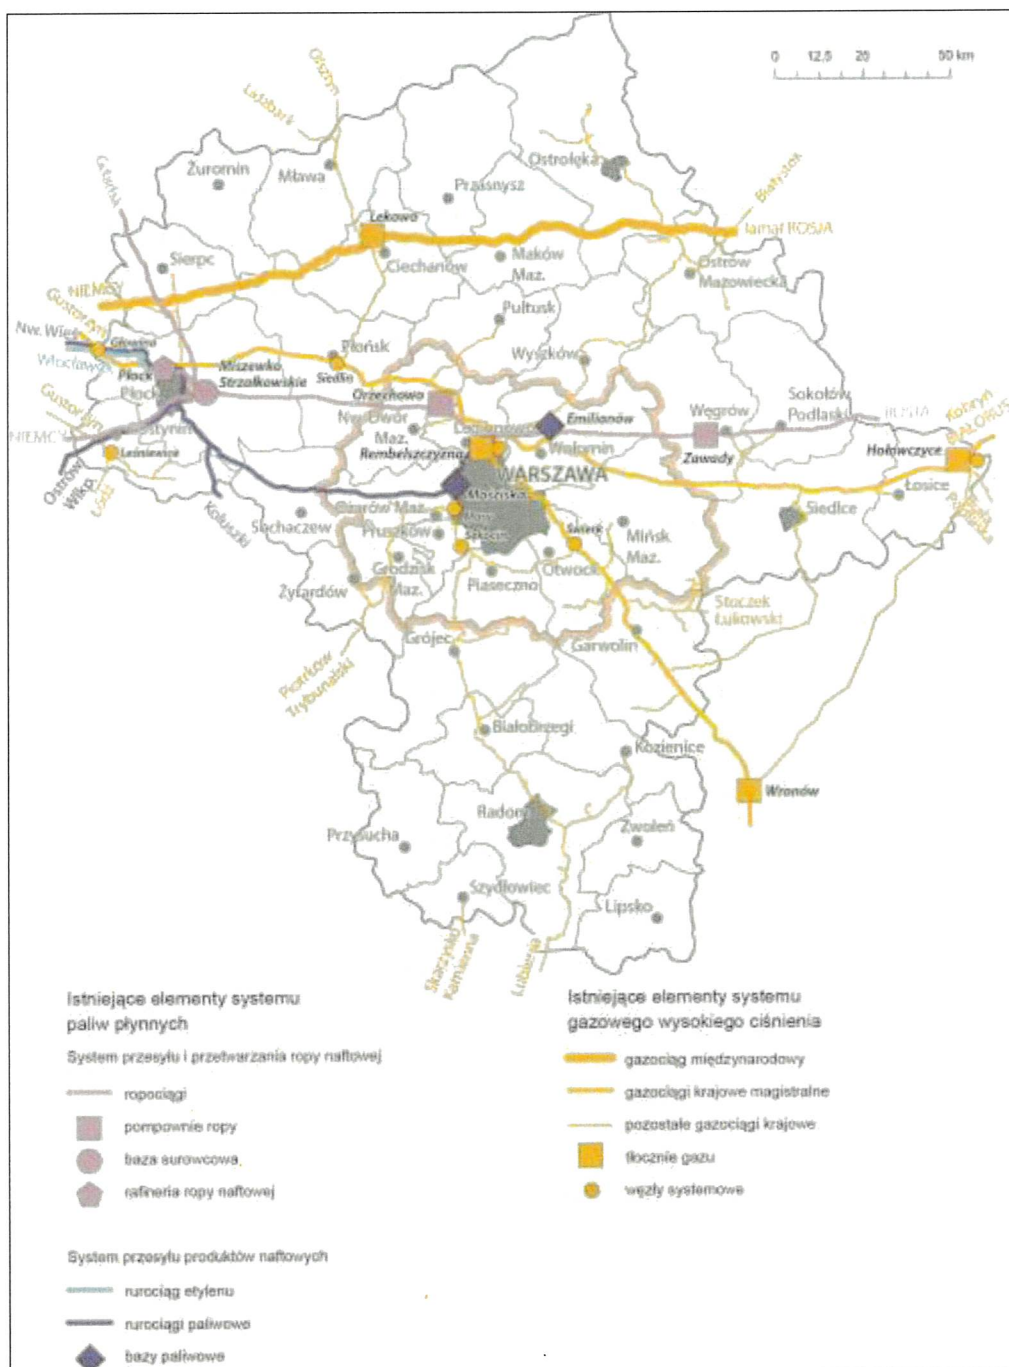 0 12,5 25 50 km
Olsztyn
Lidzbark
Gdańsk
Żuromin
Mława
Przasnysz
Ostrołęka
Białystok
Lekowo
Jamał ROSJA
Sierpc
Ciechanów
Maków
Maz.
Ostrów
Mazowiecka
NIEMCY
Gustorzyn
Pułtusk
Nw. Wieś
Głowina
Włocławek
Płońsk
Wyszków
Płock
Miszewko
Strzałkowskie
Siedlin
Płock
Orzechowo
Emilianów
Węgrów
Sokołów
Podlaski
ROSJA
Kobryń
BIAŁORUŚ
Gustorzyn
Nw. Dwór
Maz.
Legionowo
NIEMCY
Gostynin
Rembelszczyzna
Wołomin
Zawady
Hołowczyce
Leśniewice
WARSZAWA
Ostrów
Wlkp.
Łódź
Mościska
Łosice
Koluszki
Sochaczew
Ożarów Maz.
Siedlce
Pruszków
Świerk
Mińsk
Maz.
Grodzisk
Maz.
Otwock
Żyrardów
Piaseczno
Stoczek
Łukowski
Grójec
Garwolin
Piotrków
Trybunalski
Białobrzegi
Kozienice
Wronów
Radom
Przysucha
Zwoleń
Szydłowiec
Lipsko
Skarżysko
Kamienna
Lubienia
Istniejące elementy systemu
paliw płynnych
System przesyłu i przetwarzania ropy naftowej
ropociągi
pompownie ropy
baza surowcowa
rafineria ropy naftowej
System przesyłu produktów naftowych
rurociąg etylenu
rurociągi paliwowe
bazy paliwowe
Istniejące elementy systemu
gazowego wysokiego ciśnienia
gazociąg międzynarodowy
gazociągi krajowe magistralne
pozostałe gazociągi krajowe
tłocznie gazu
węzły systemowe